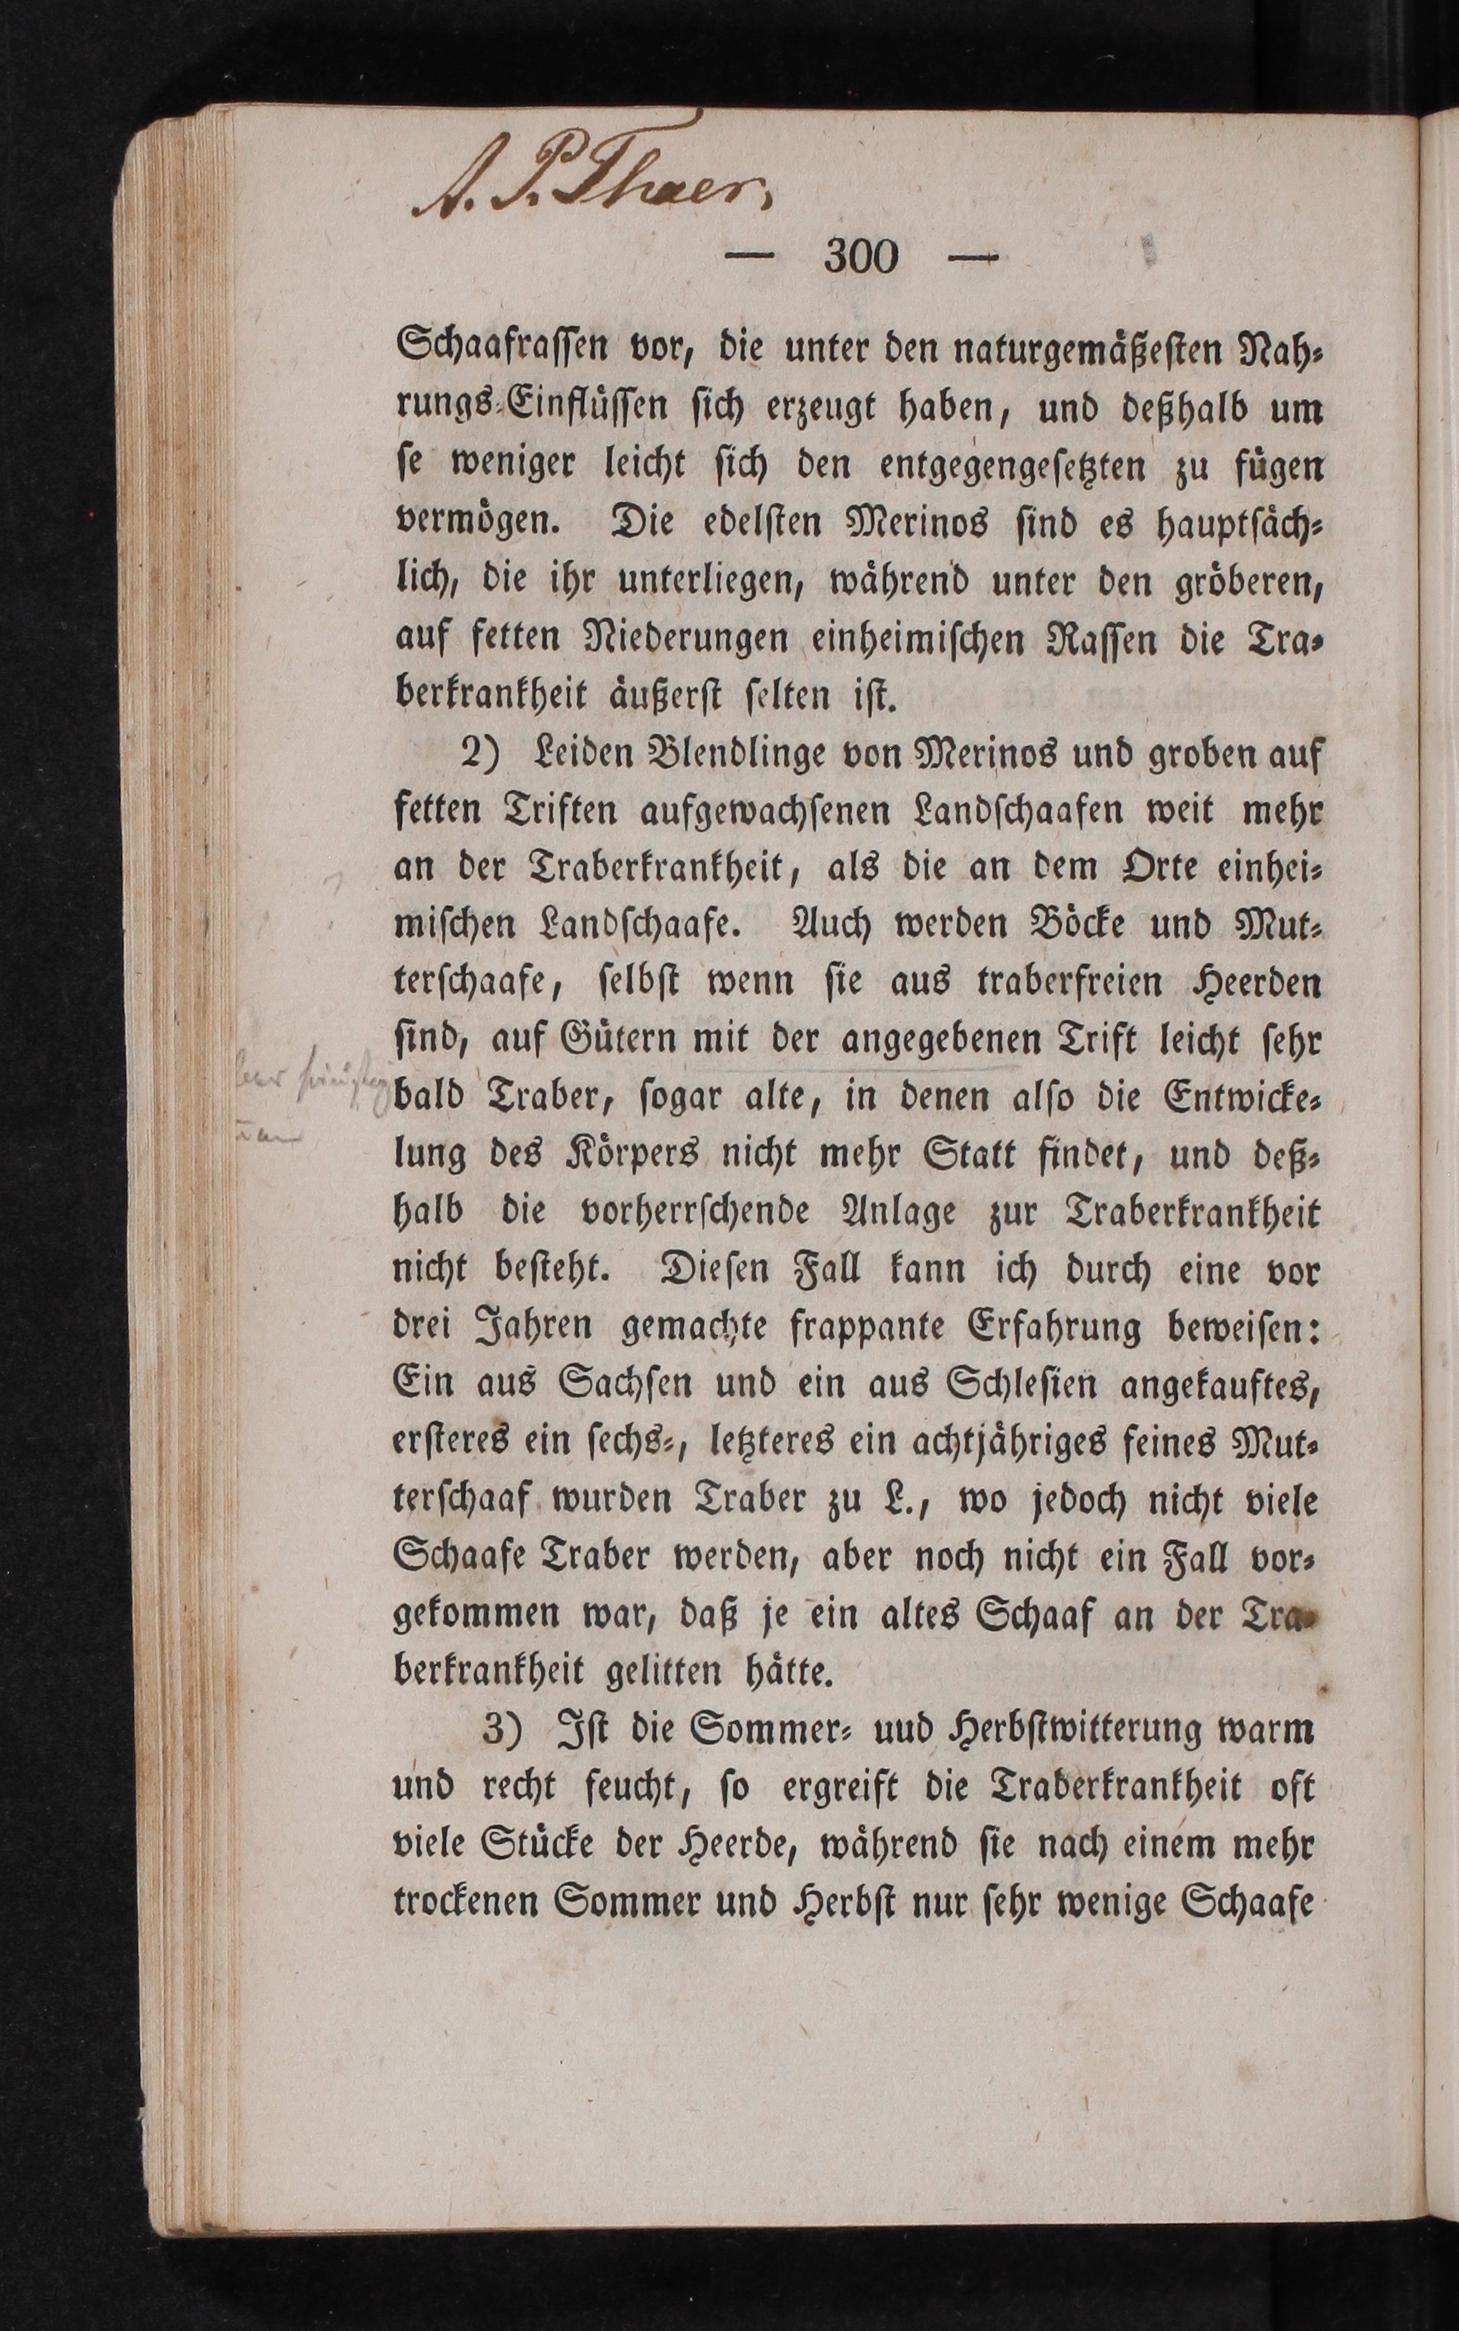 A. P. Thaer,
— 300 —
Schaafrassen vor, die unter den naturgemäßesten Nah-
rungs-Einflüssen sich erzeugt haben, und deßhalb um
se weniger leicht sich den entgegengesetzten zu fügen
vermögen. Die edelsten Merinos sind es hauptsäch-
lich, die ihr unterliegen, während unter den gröberen,
auf fetten Niederungen einheimischen Rassen die Tra-
berkrankheit äußerst selten ist.
2) Leiden Blendlinge von Merinos und groben auf
fetten Triften aufgewachsenen Landschaafen weit mehr
an der Traberkrankheit, als die an dem Orte einhei-
mischen Landschaafe. Auch werden Böcke und Mut-
terschaafe, selbst wenn sie aus traberfreien Heerden
sind, auf Gütern mit der angegebenen Trift leicht sehr
bald Traber, sogar alte, in denen also die Entwicke-
lung des Körpers nicht mehr Statt findet, und deß-
halb die vorherrschende Anlage zur Traberkrankheit
nicht besteht. Diesen Fall kann ich durch eine vor
drei Jahren gemachte frappante Erfahrung beweisen:
Ein aus Sachsen und ein aus Schlesien angekauftes,
ersteres ein sechs-, letzteres ein achtjähriges feines Mut-
terschaaf wurden Traber zu L., wo jedoch nicht viele
Schaafe Traber werden, aber noch nicht ein Fall vor-
gekommen war, daß je ein altes Schaaf an der Tra-
berkrankheit gelitten hätte.
3) Ist die Sommer- uud Herbstwitterung warm
und recht feucht, so ergreift die Traderkrankheit oft
viele Stücke der Heerde, während sie nach einem mehr
trockenen Sommer und Herbst nur sehr wenige Schaafe